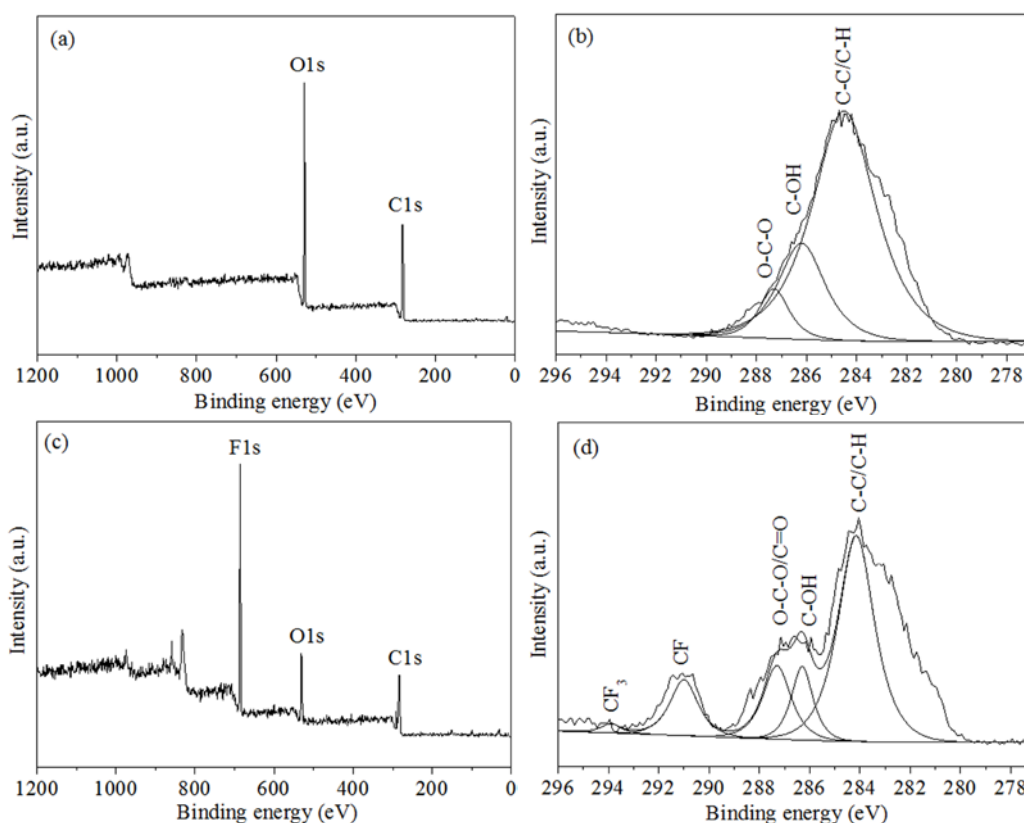 (a)
O1s
C1s
Intensity (a.u.)
1200 1000 800 600 400 200 0
Binding energy (eV)
(b)
C-C/C-H
C-OH
O-C-O
Intensity (a.u.)
296 294 292 290 288 286 284 282 280 278
Binding energy (eV)
(c)
F1s
O1s
C1s
Intensity (a.u.)
1200 1000 800 600 400 200 0
Binding energy (eV)
(d)
C-C/C-H
O-C-O/C=O
C-OH
CF
CF₃
Intensity (a.u.)
296 294 292 290 288 286 284 282 280 278
Binding energy (eV)